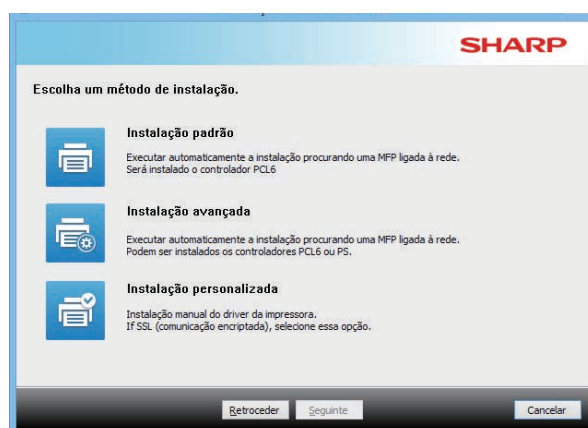 SHARP
Escolha um método de instalação.
Instalação padrão
Executar automaticamente a instalação procurando uma MFP ligada à rede.
Será instalado o controlador PCL6
Instalação avançada
Executar automaticamente a instalação procurando uma MFP ligada à rede.
Podem ser instalados os controladores PCL6 ou PS.
Instalação personalizada
Instalação manual do driver da impressora.
If SSL (comunicação encriptada), selecione essa opção.
Retroceder
Seguinte
Cancelar